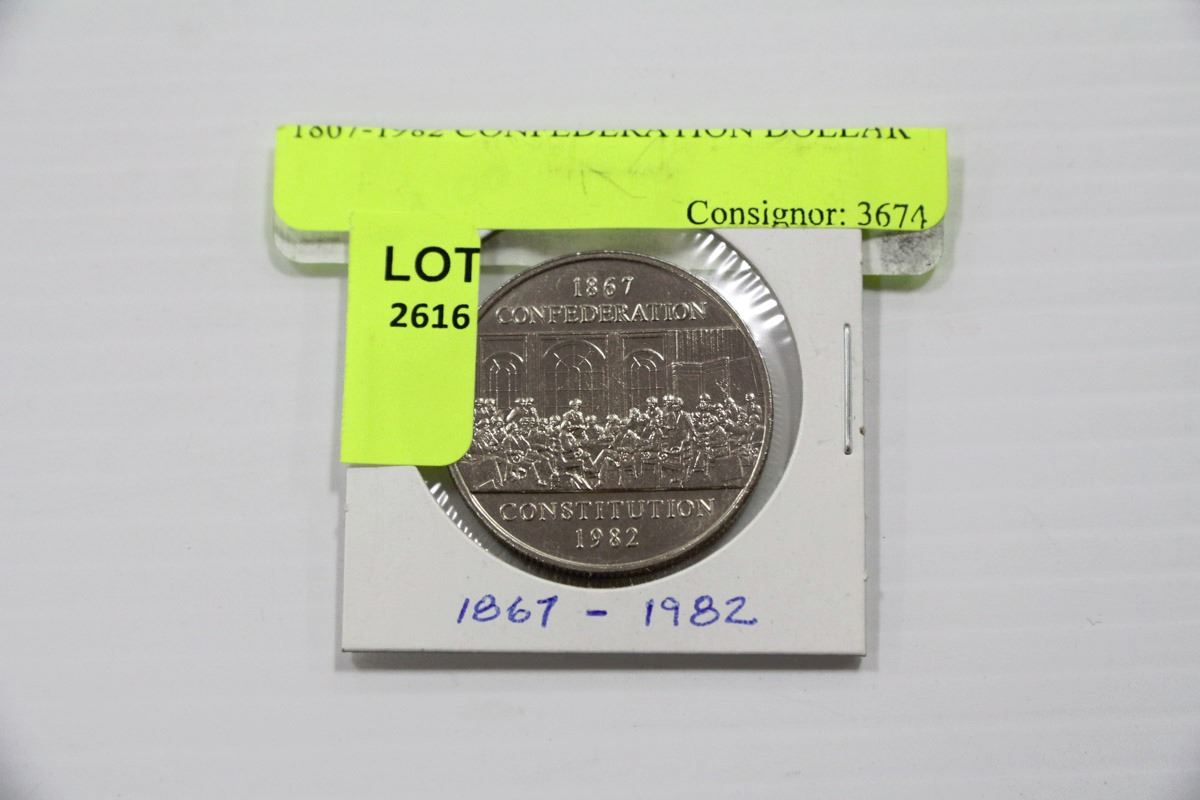 1867-1982 CONFEDERATION DOLLAR
Consignor: 3674
LOT
2616
1867
CONFEDERATION
CONSTITUTION
1982
1867 - 1982